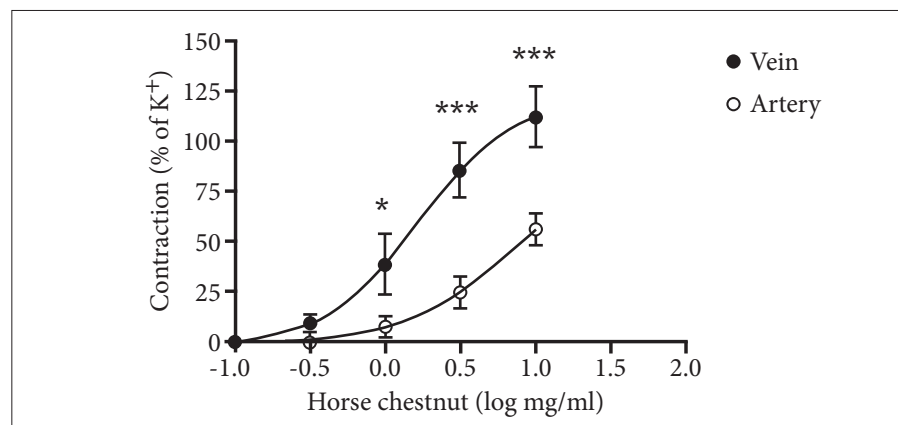 150
125
100
75
50
25
0
Contraction (% of K⁺)
*
***
***
Vein
Artery
-1.0 -0.5 0.0 0.5 1.0 1.5 2.0
Horse chestnut (log mg/ml)